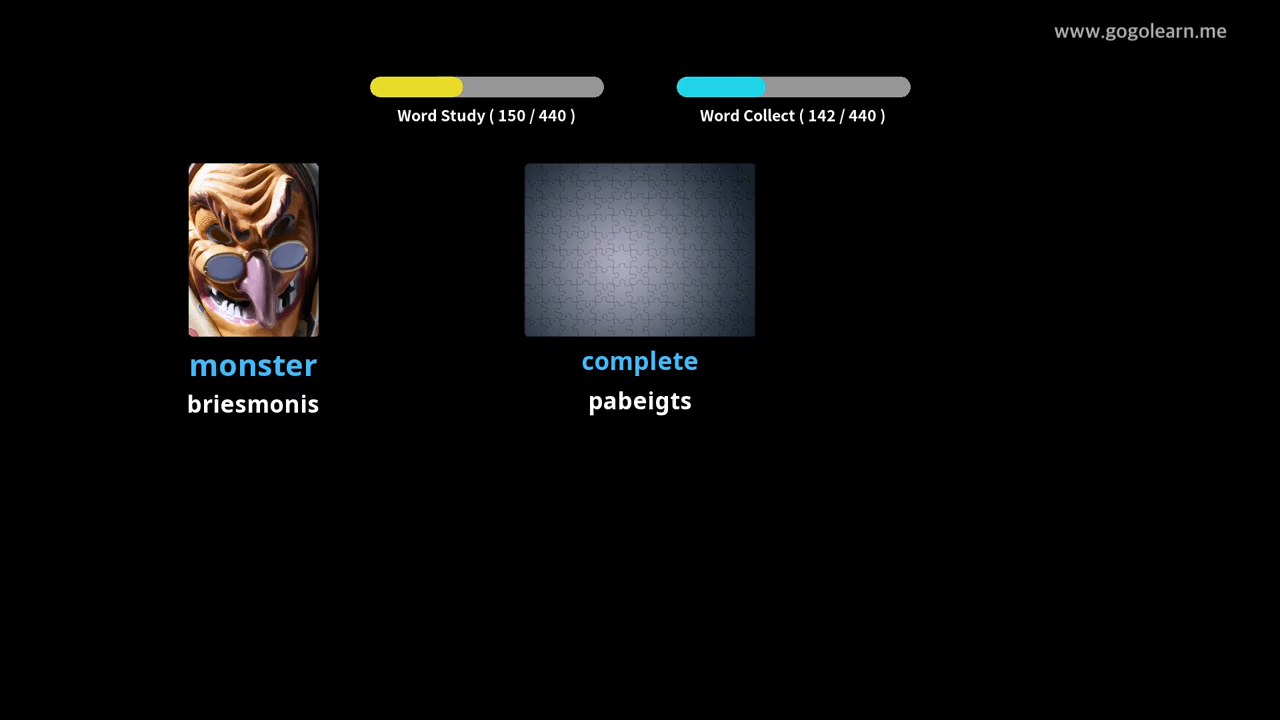 www.gogolearn.me
Word Study ( 150 / 440 )
Word Collect ( 142 / 440 )
monster
briesmonis
complete
pabeigts